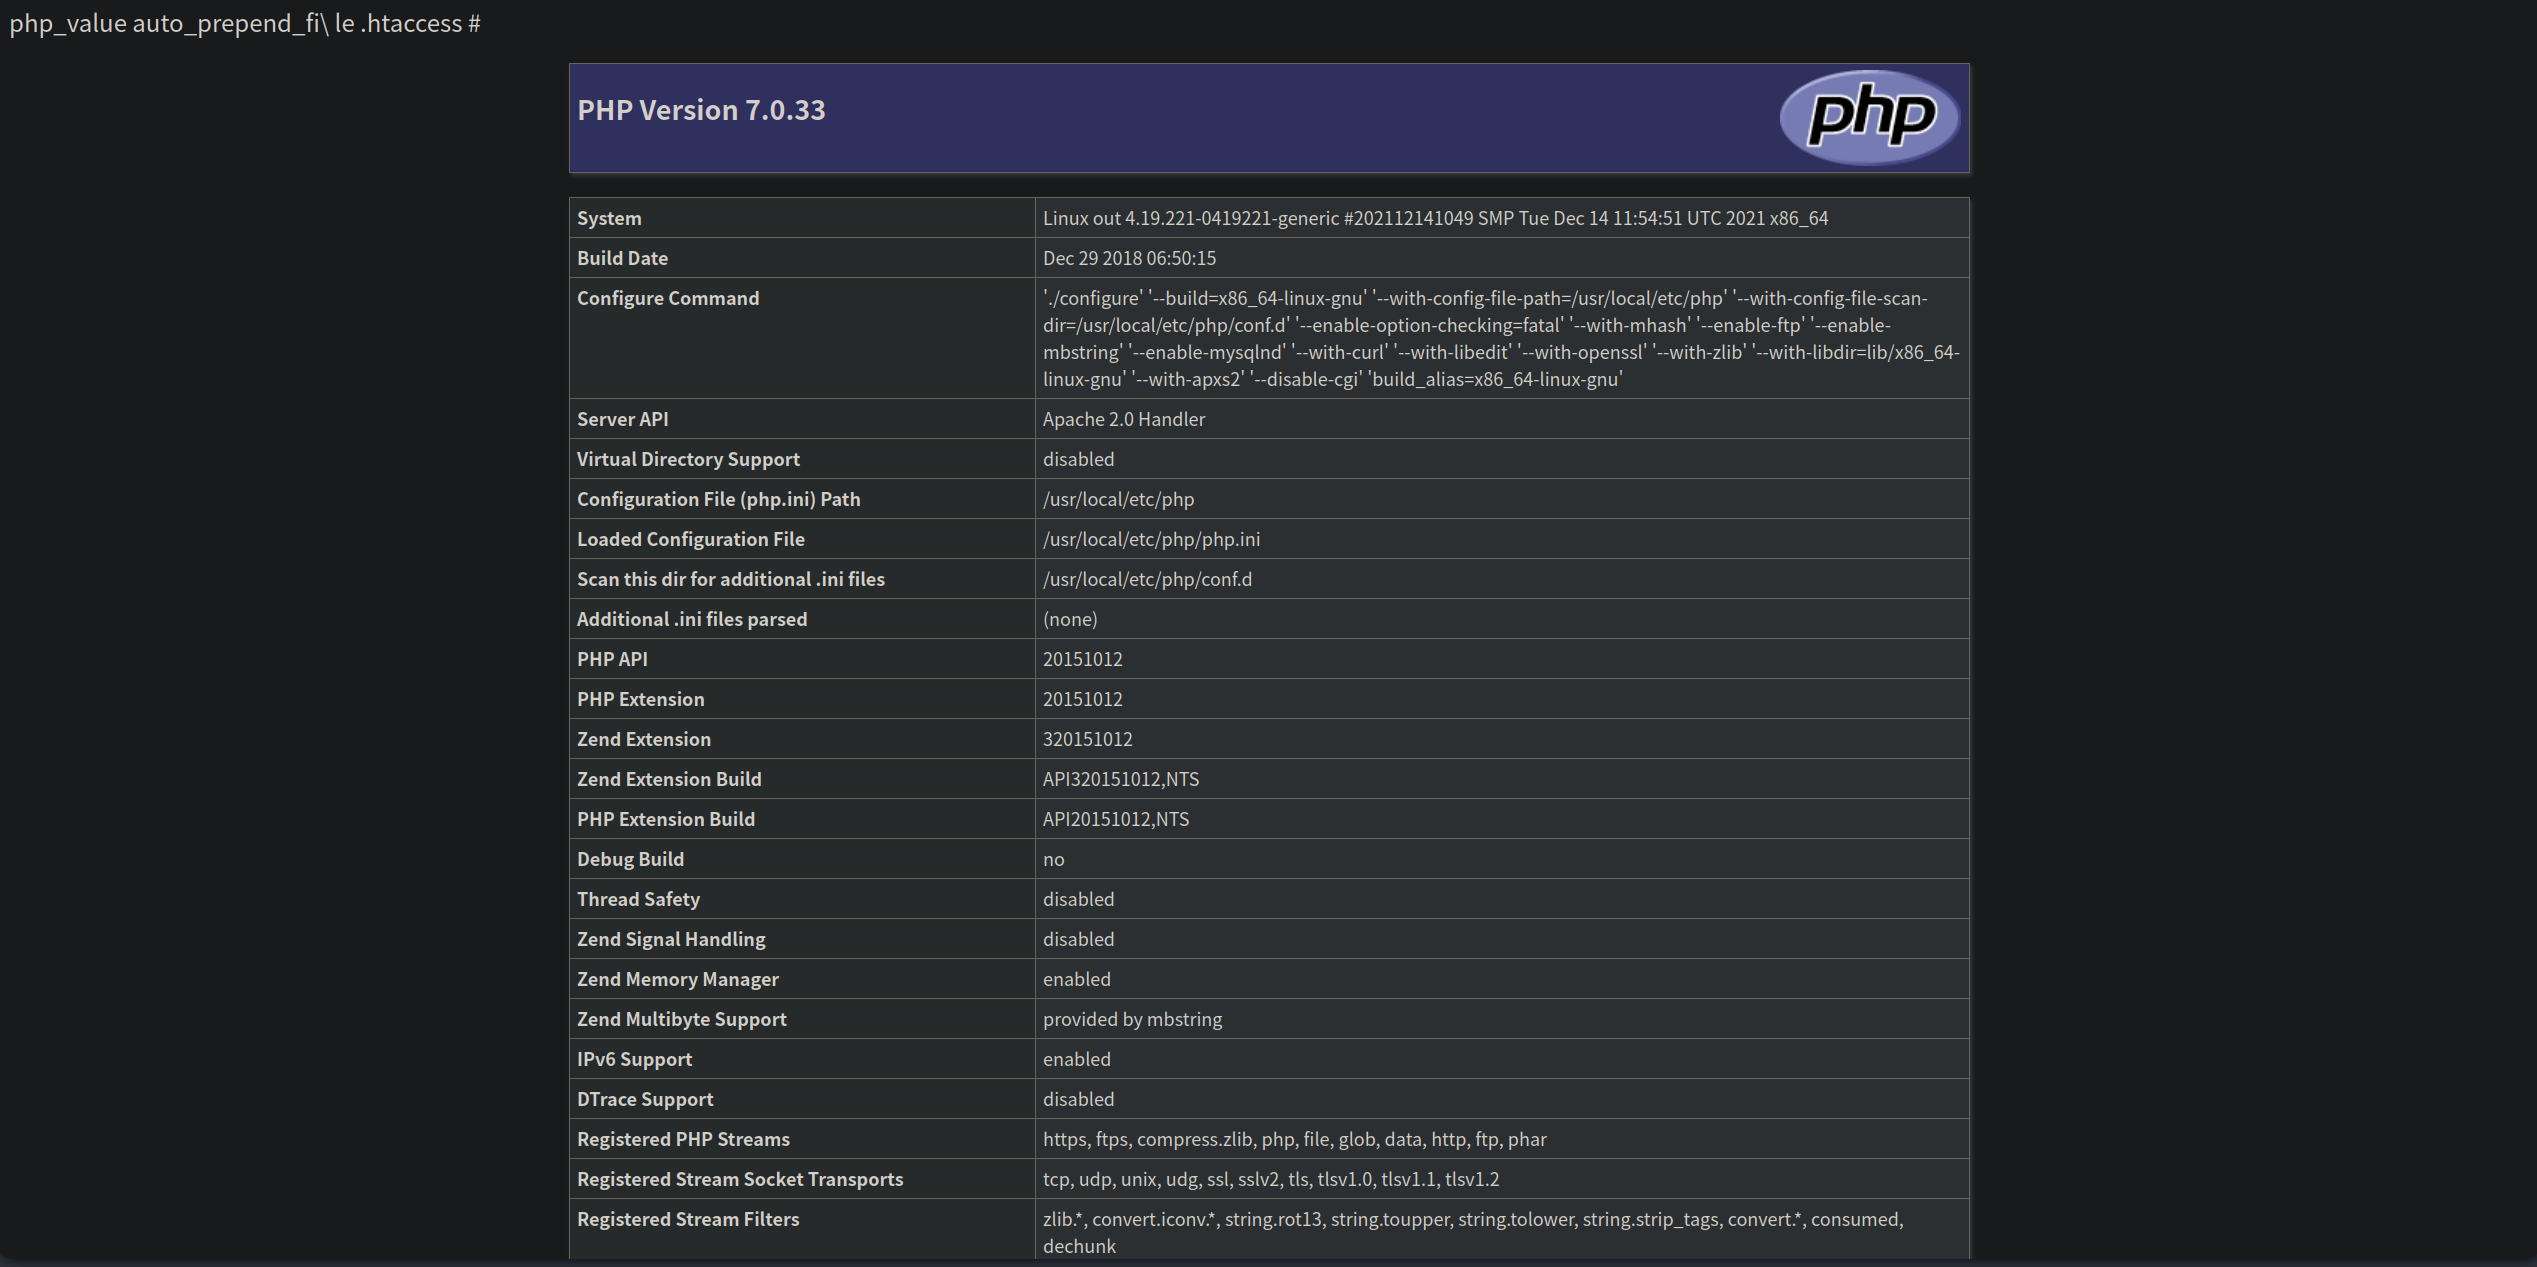 php_value auto_prepend_fi\ le .htaccess #
PHP Version 7.0.33
php
System
Linux out 4.19.221-0419221-generic #202112141049 SMP Tue Dec 14 11:54:51 UTC 2021 x86_64
Build Date
Dec 29 2018 06:50:15
Configure Command
'./configure' '--build=x86_64-linux-gnu' '--with-config-file-path=/usr/local/etc/php' '--with-config-file-scan-
dir=/usr/local/etc/php/conf.d' '--enable-option-checking=fatal' '--with-mhash' '--enable-ftp' '--enable-
mbstring' '--enable-mysqlnd' '--with-curl' '--with-libedit' '--with-openssl' '--with-zlib' '--with-libdir=lib/x86_64-
linux-gnu' '--with-apxs2' '--disable-cgi' 'build_alias=x86_64-linux-gnu'
Server API
Apache 2.0 Handler
Virtual Directory Support
disabled
Configuration File (php.ini) Path
/usr/local/etc/php
Loaded Configuration File
/usr/local/etc/php/php.ini
Scan this dir for additional .ini files
/usr/local/etc/php/conf.d
Additional .ini files parsed
(none)
PHP API
20151012
PHP Extension
20151012
Zend Extension
320151012
Zend Extension Build
API320151012,NTS
PHP Extension Build
API20151012,NTS
Debug Build
no
Thread Safety
disabled
Zend Signal Handling
disabled
Zend Memory Manager
enabled
Zend Multibyte Support
provided by mbstring
IPv6 Support
enabled
DTrace Support
disabled
Registered PHP Streams
https, ftps, compress.zlib, php, file, glob, data, http, ftp, phar
Registered Stream Socket Transports
tcp, udp, unix, udg, ssl, sslv2, tls, tlsv1.0, tlsv1.1, tlsv1.2
Registered Stream Filters
zlib.*, convert.iconv.*, string.rot13, string.toupper, string.tolower, string.strip_tags, convert.*, consumed,
dechunk